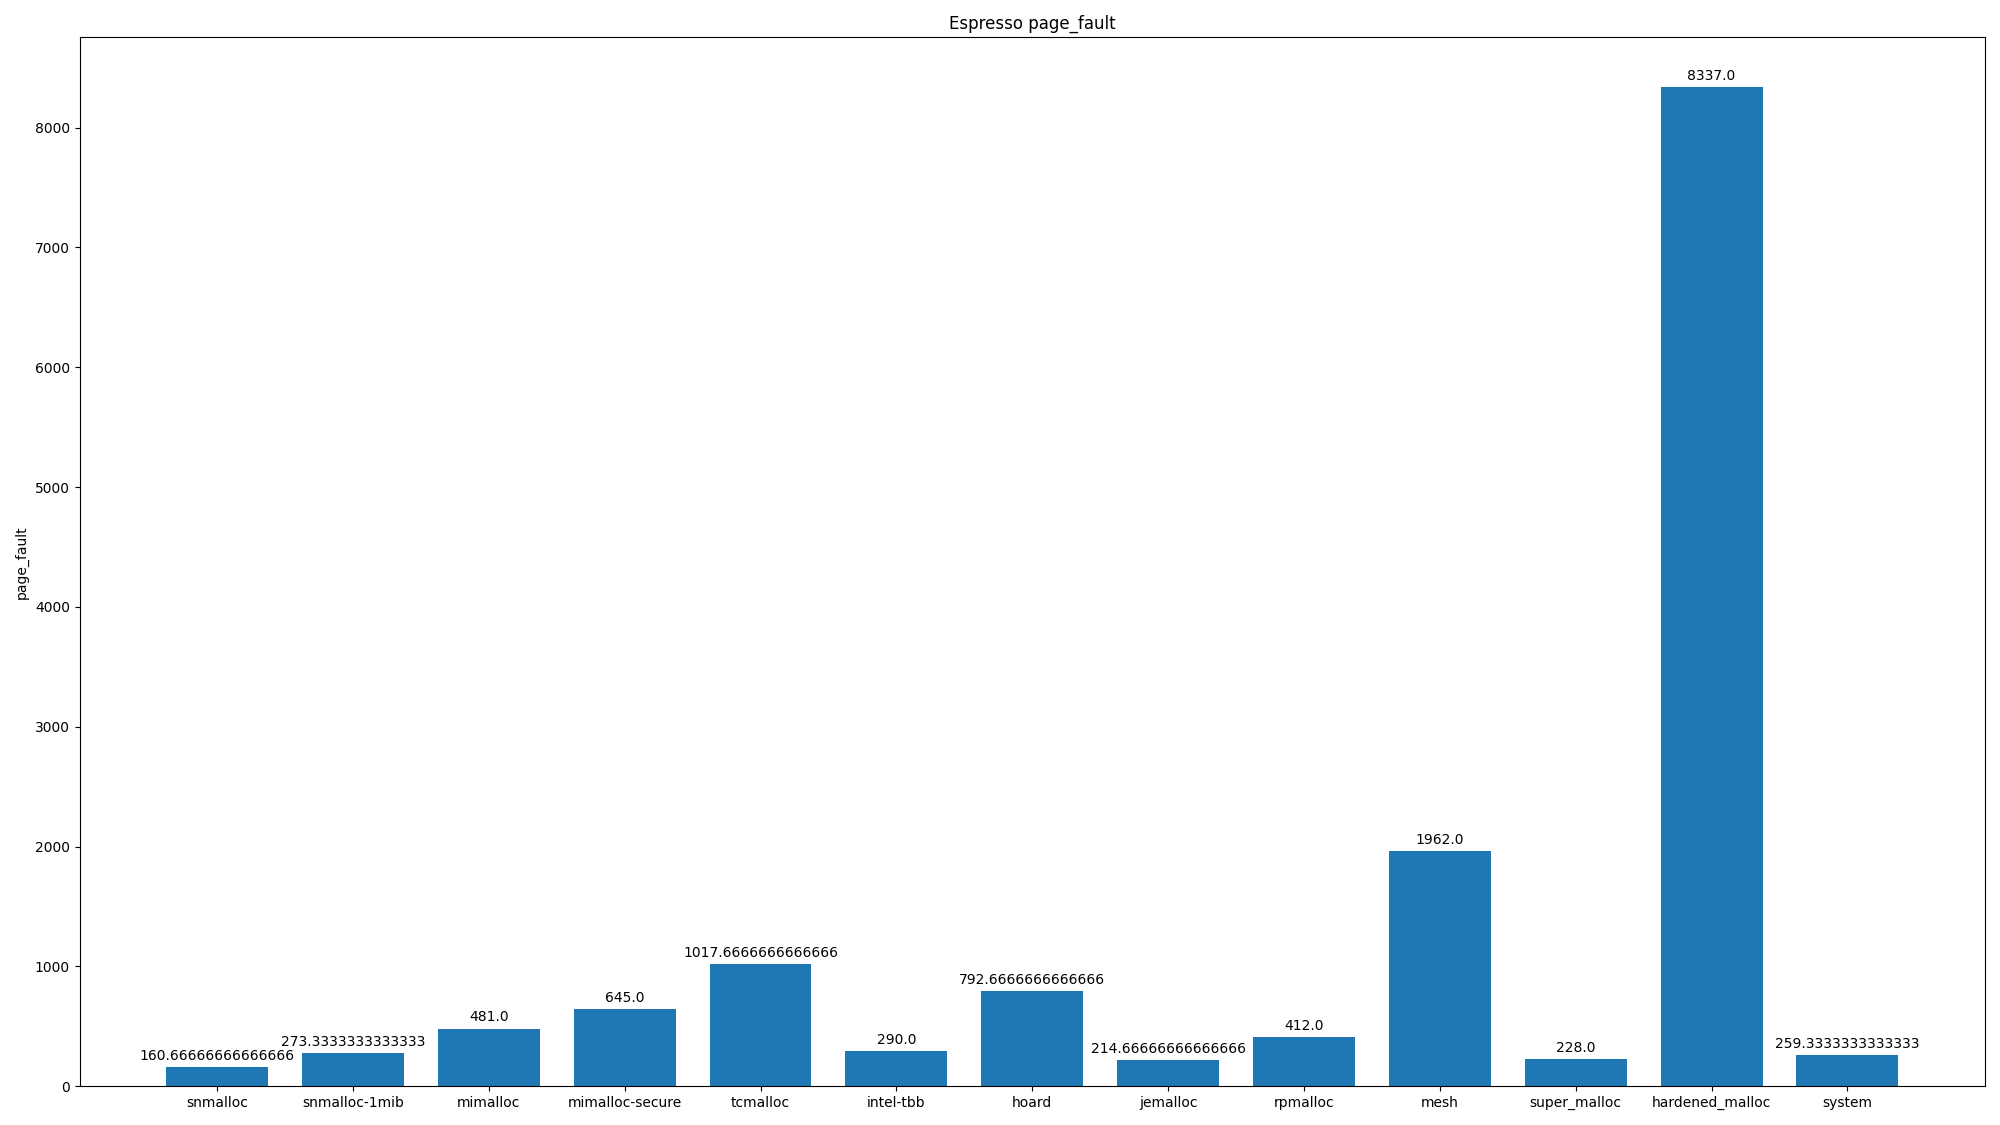 Espresso page_fault
page_fault
8000
7000
6000
5000
4000
3000
2000
1000
0
160.66666666666666
273.3333333333333
481.0
645.0
1017.6666666666666
290.0
792.6666666666666
214.66666666666666
412.0
1962.0
228.0
8337.0
259.3333333333333
snmalloc
snmalloc-1mib
mimalloc
mimalloc-secure
tcmalloc
intel-tbb
hoard
jemalloc
rpmalloc
mesh
super_malloc
hardened_malloc
system